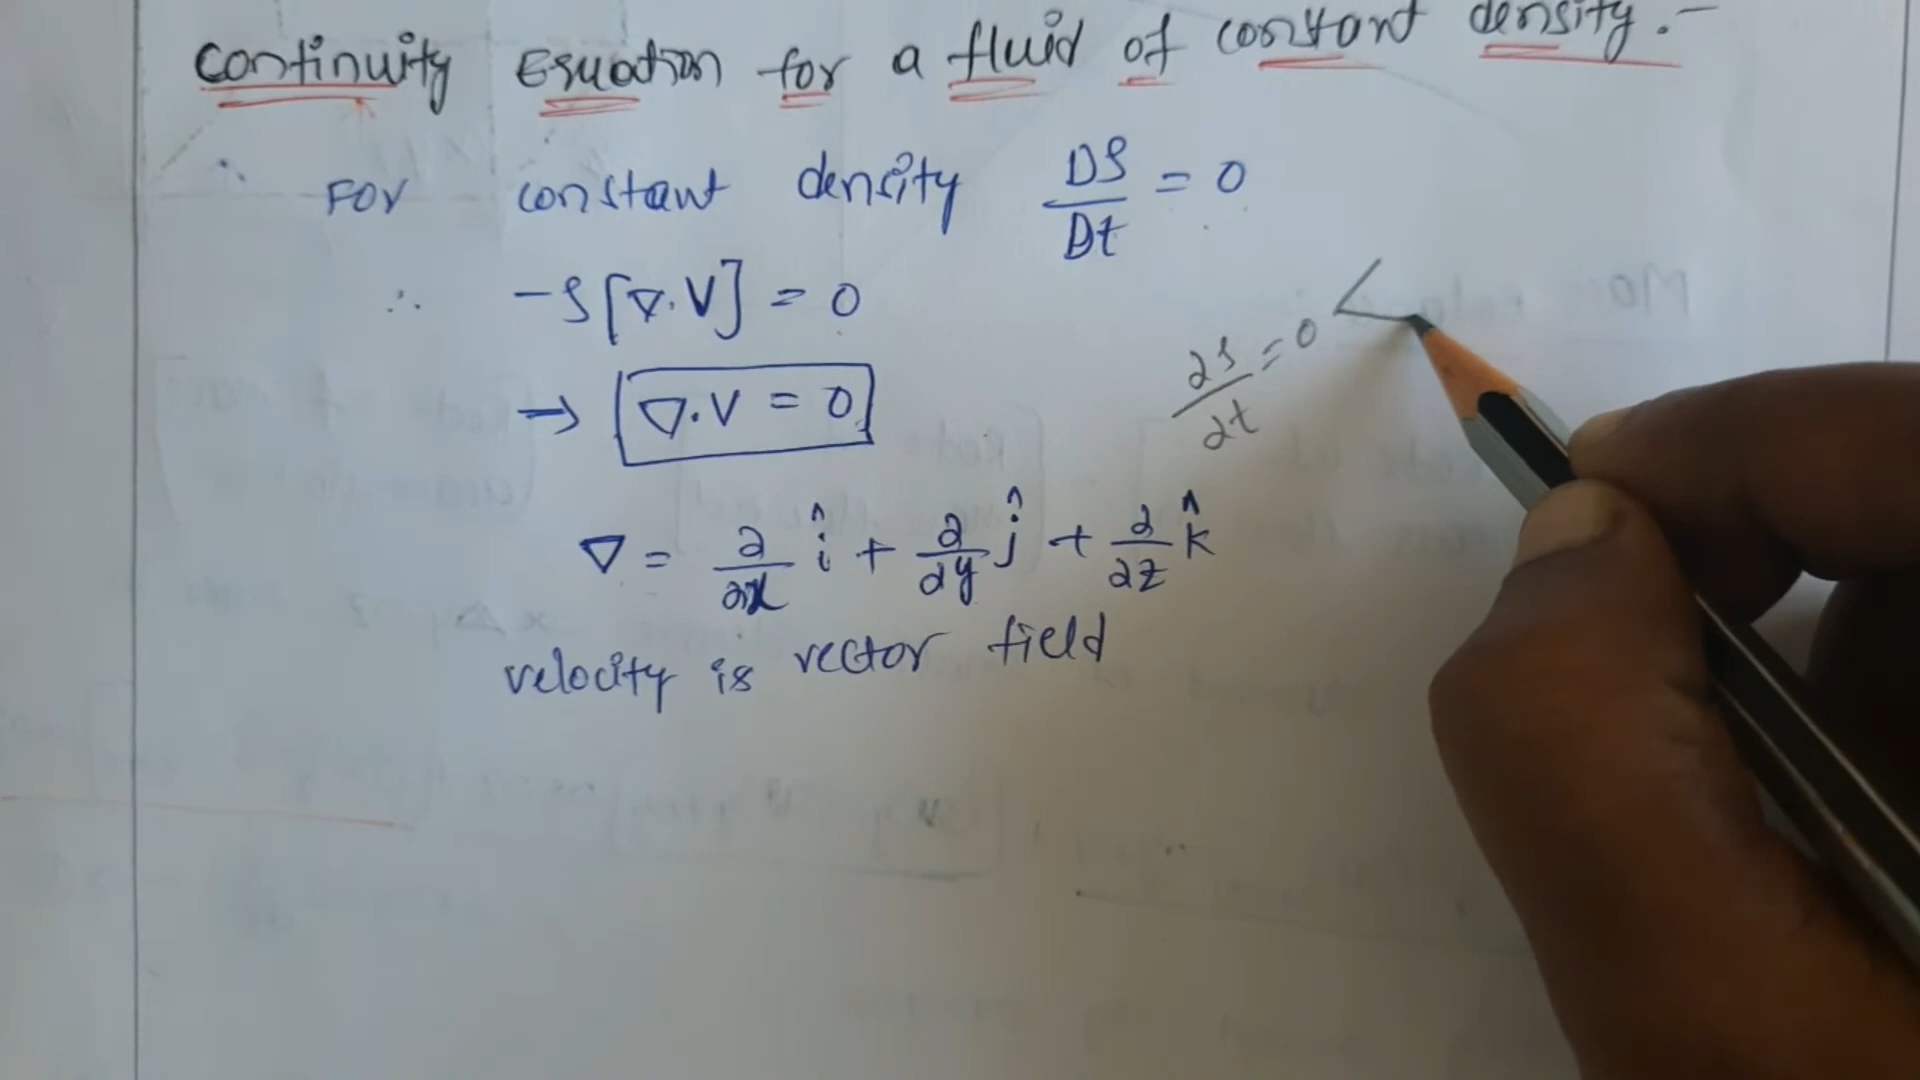 Continuity Equation for a fluid of constant density.-
For constant density Dρ/Dt = 0
∴ -ρ[∇.V] = 0
→ ∇.V = 0
∂ρ/∂t = 0
∇ = ∂/∂x î + ∂/∂y ĵ + ∂/∂z k̂
velocity is vector field